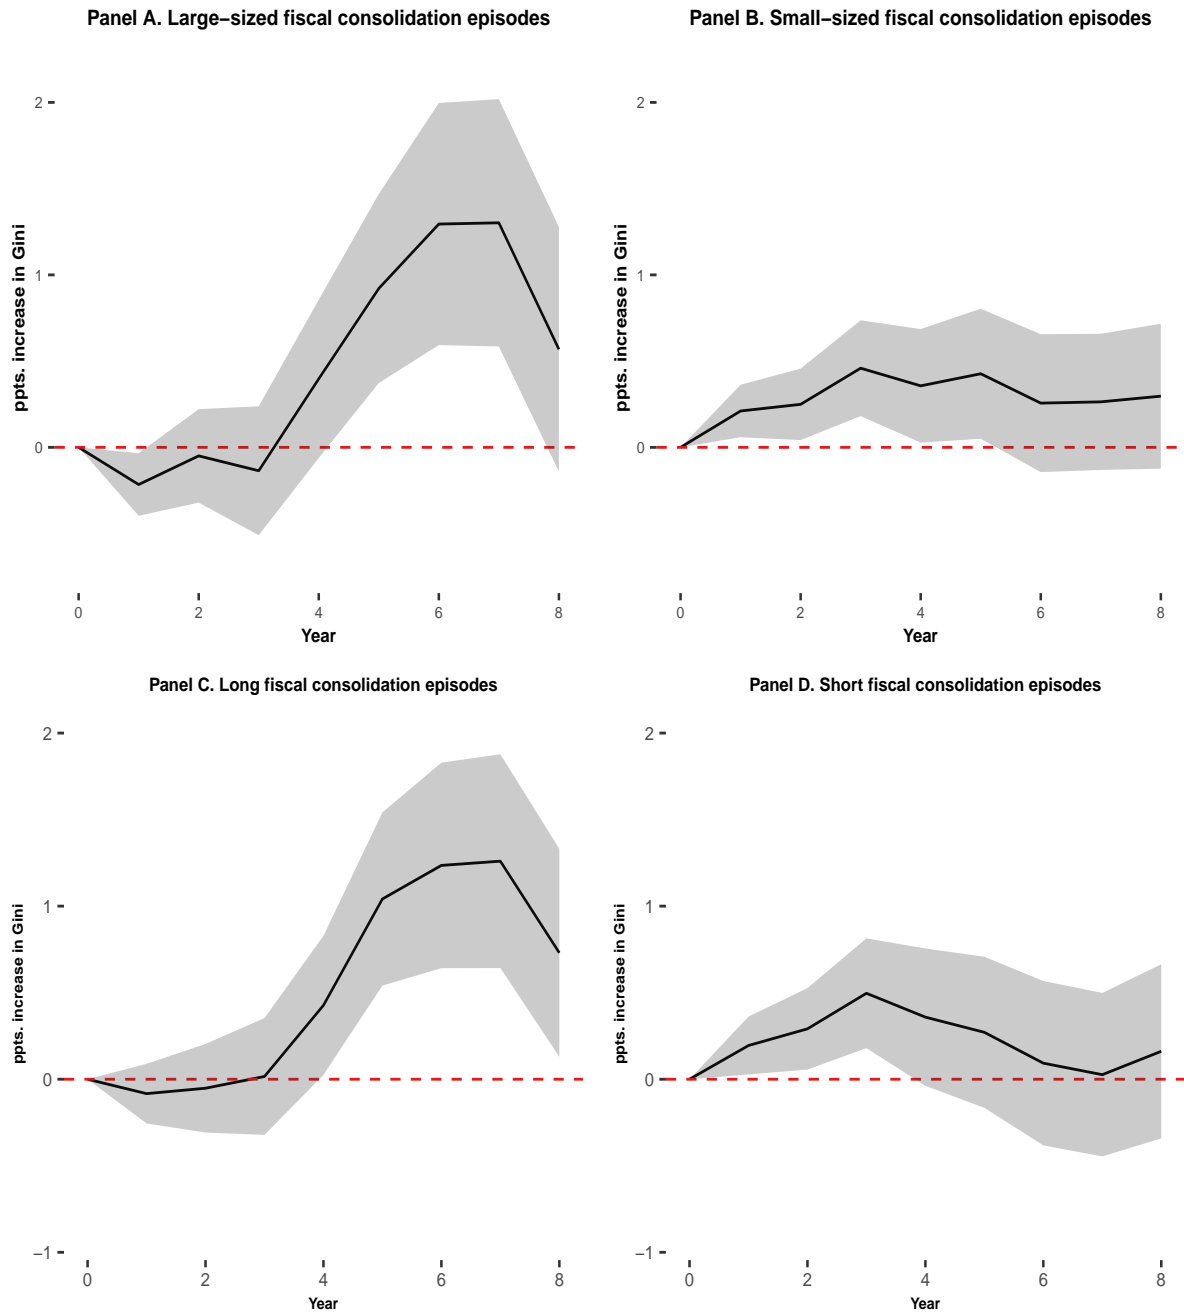 Panel A. Large−sized fiscal consolidation episodes
2
1
0
ppts. increase in Gini
0 2 4 6 8
Year
Panel B. Small−sized fiscal consolidation episodes
2
1
0
ppts. increase in Gini
0 2 4 6 8
Year
Panel C. Long fiscal consolidation episodes
2
1
0
−1
ppts. increase in Gini
0 2 4 6 8
Year
Panel D. Short fiscal consolidation episodes
2
1
0
−1
ppts. increase in Gini
0 2 4 6 8
Year